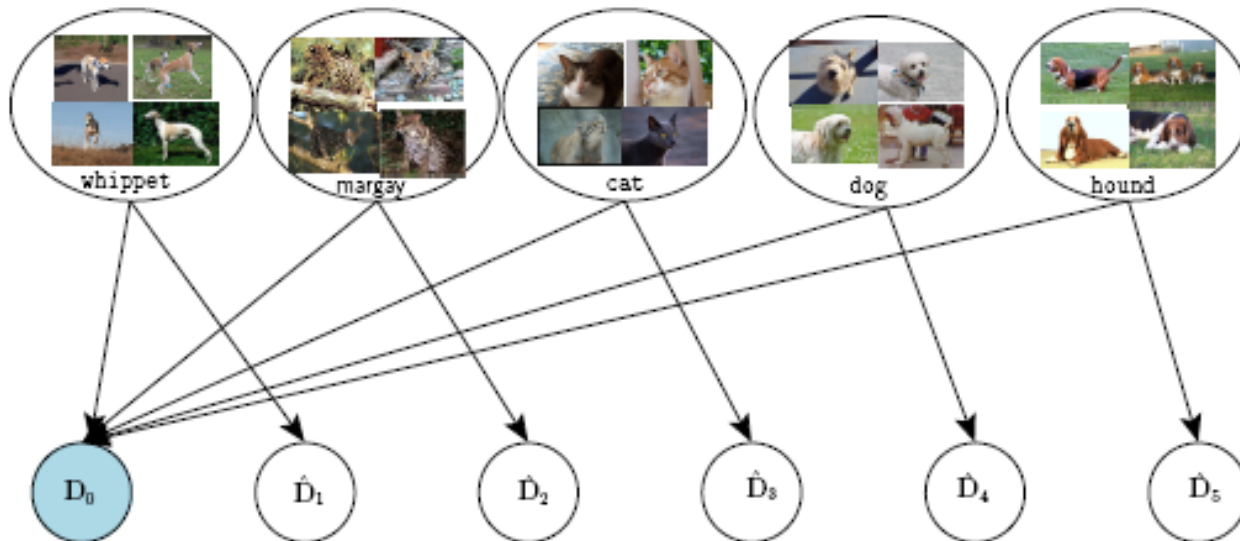 whippet
margay
cat
dog
hound
D₀
D̂₁
D̂₂
D̂₃
D̂₄
D̂₅